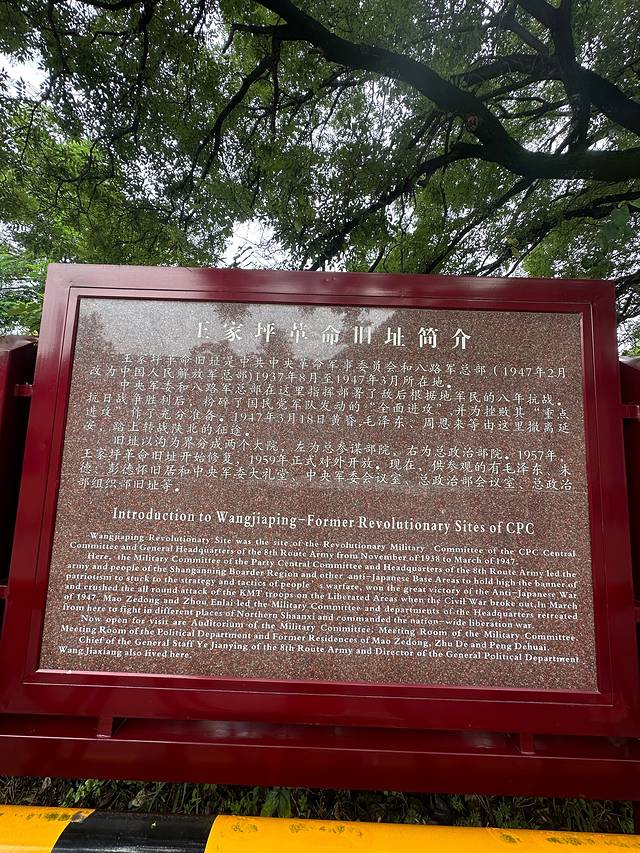 王家坪革命旧址简介
王家坪革命旧址是中共中央革命军事委员会和八路军总部（1947年2月
改为中国人民解放军总部)1937年8月至1947年3月所在地。
中央军委和八路军总部在这里指挥部署了敌后根据地军民的八年抗战。
抗日战争胜利后，粉碎了国民党军队发动的“全面进攻”，并为挫败其“重点
进攻”作了充分准备。1947年3月18日黄昏,毛泽东、周恩来等由这里撤离延
安，踏上转战陕北的征途。
旧址以沟为界分成两个大院，左为总参谋部院，右为总政治部院。1957年，
王家坪革命旧址开始修复，1959年正式对外开放。现在，供参观的有毛泽东、朱
德、彭德怀旧居和中央军委大礼堂、中央军委会议室、总政治部会议室、总政治
部组织部旧址等。
Introduction to Wangjiaping-Former Revolutionary Sites of CPC
Wangjiaping Revolutionary Site was the site of the Revolutionary Military Committee of the CPC Central
Committee and General Headquarters of the 8th Route Army from November of 1938 to March of 1947.
Here, the Military Committee of the Party Central Committee and Headquarters of the 8th Route Army led the
army and people of the Shanganning Boarder Region and other anti-Japanese Base Areas to hold high the banner of
patriotism to stuck to the strategy and tactics of people's warfare, won the great victory of the Anti-Japanese War
and crushed the all round attack of the KMT troops on the Liberated Areas when the Civil War broke out.In March
of 1947, Mao Zedong and Zhou Enlai led the Military Committee and departments of the Headquarters retreated
from here to fight in different places of Northern Shaanxi and commanded the nation-wide liberation war.
Now open for visit are Auditorium of the Military Committee, Meeting Room of the Military Committee
Meeting Room of the Political Department and Former Residences of Mao Zedong, Zhu De and Peng Dehuai.
Chief of the General Staff Ye Jianying of the 8th Route Army and Director of the General Political Department
Wang Jiaxiang also lived here.